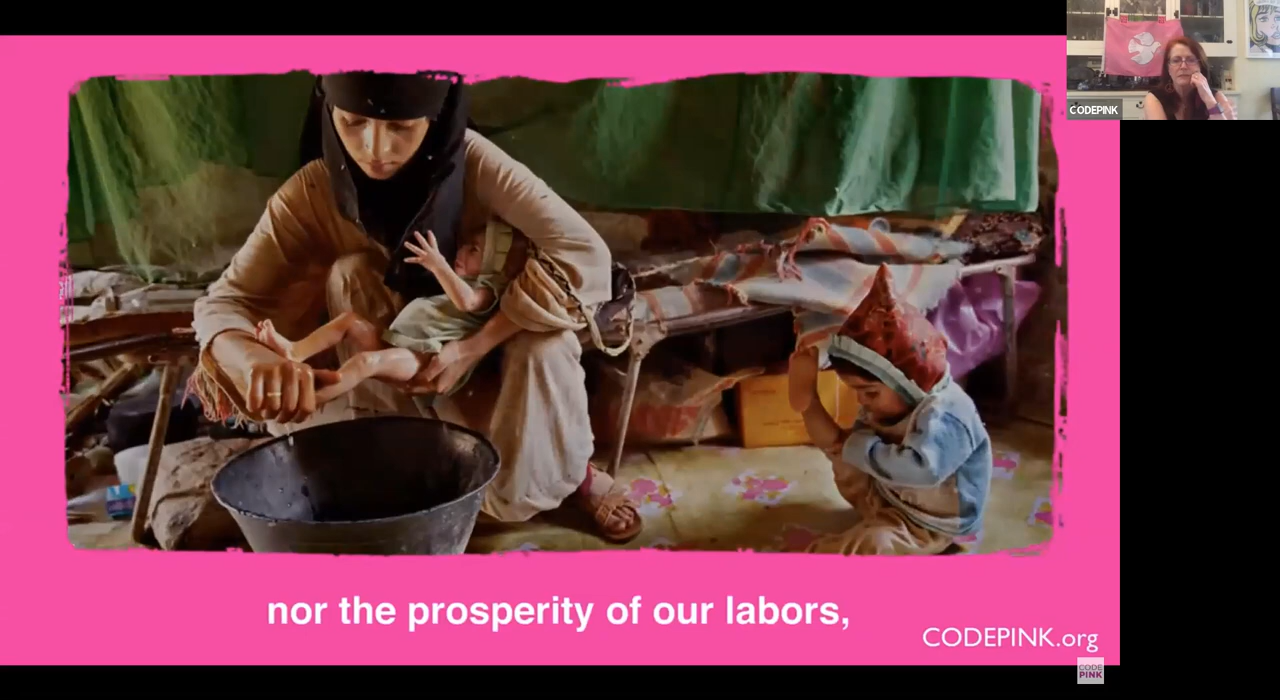 CODEPINK
nor the prosperity of our labors,
CODEPINK.org
CODE
PINK